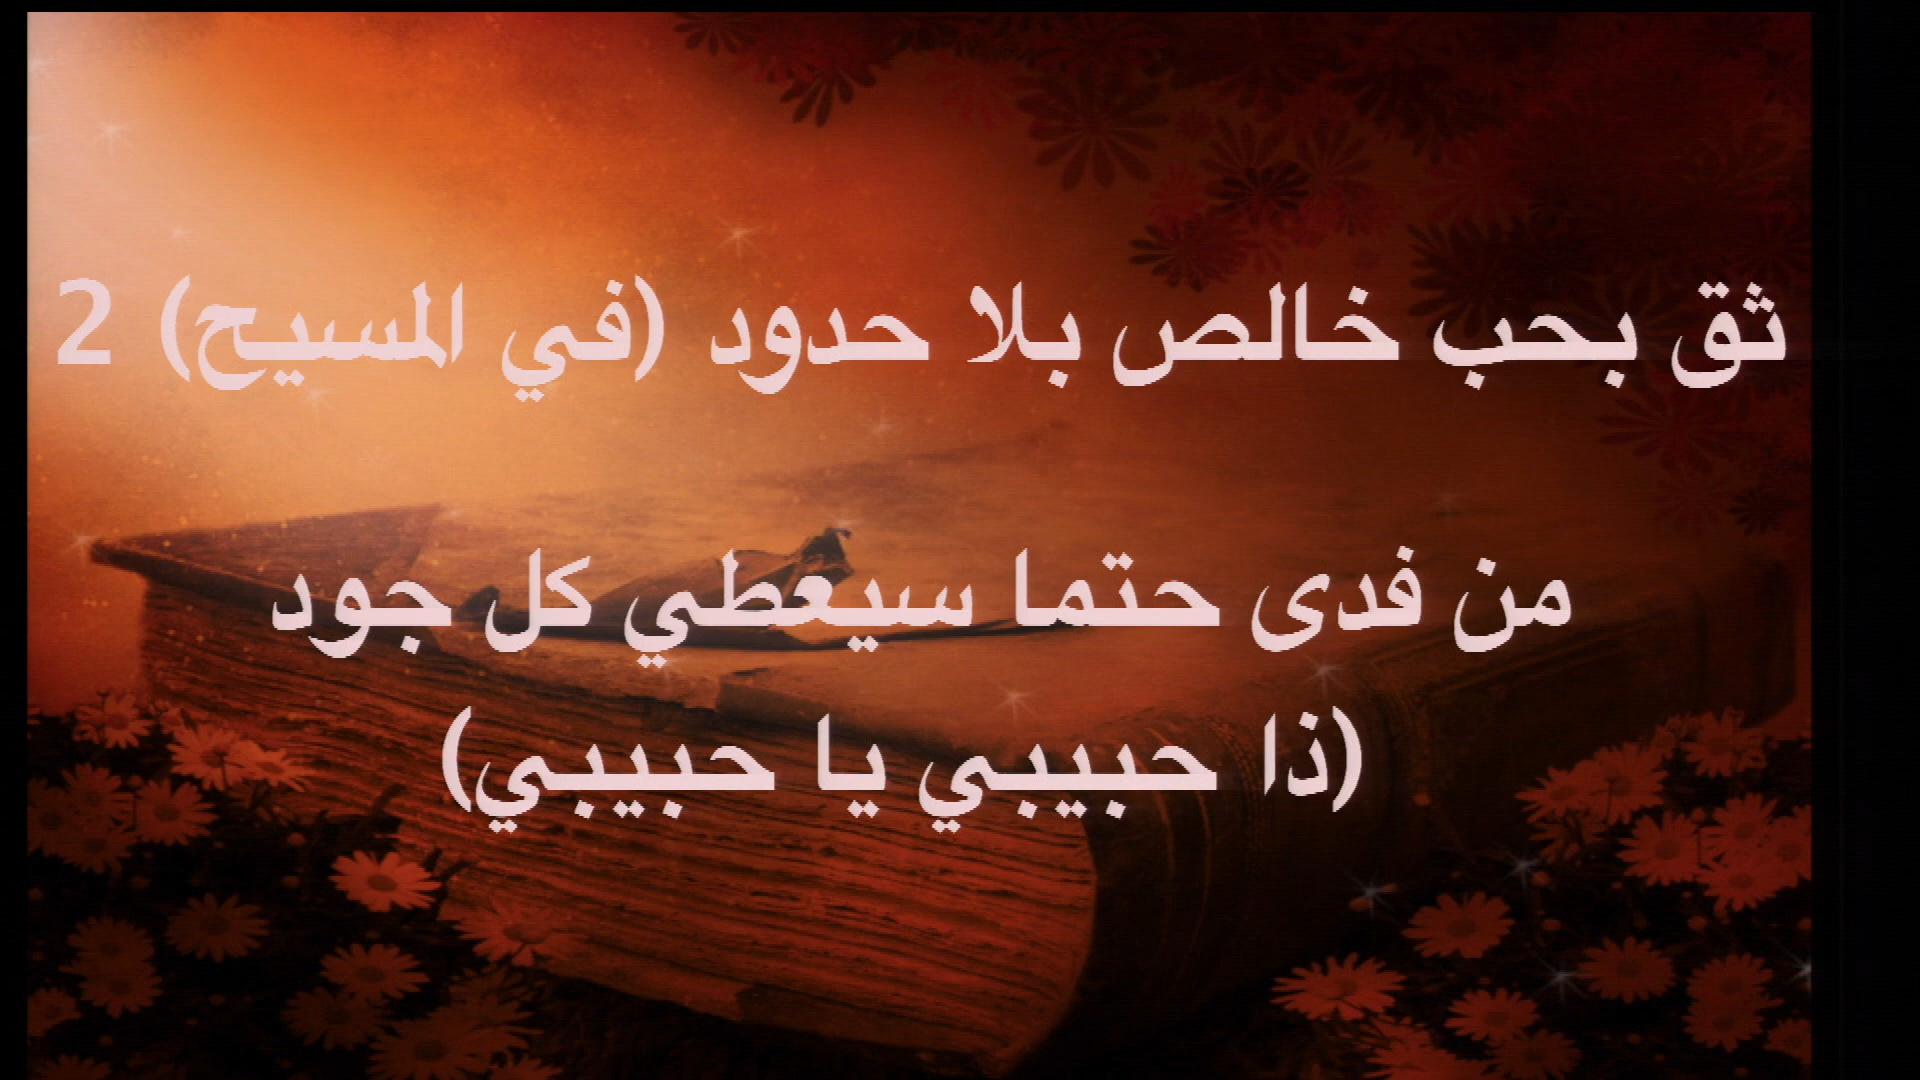 ثق بحب خالص بلا حدود (في المسيح) 2
من فدى حتما سيعطي كل جود
(ذا حبيبي يا حبيبي)